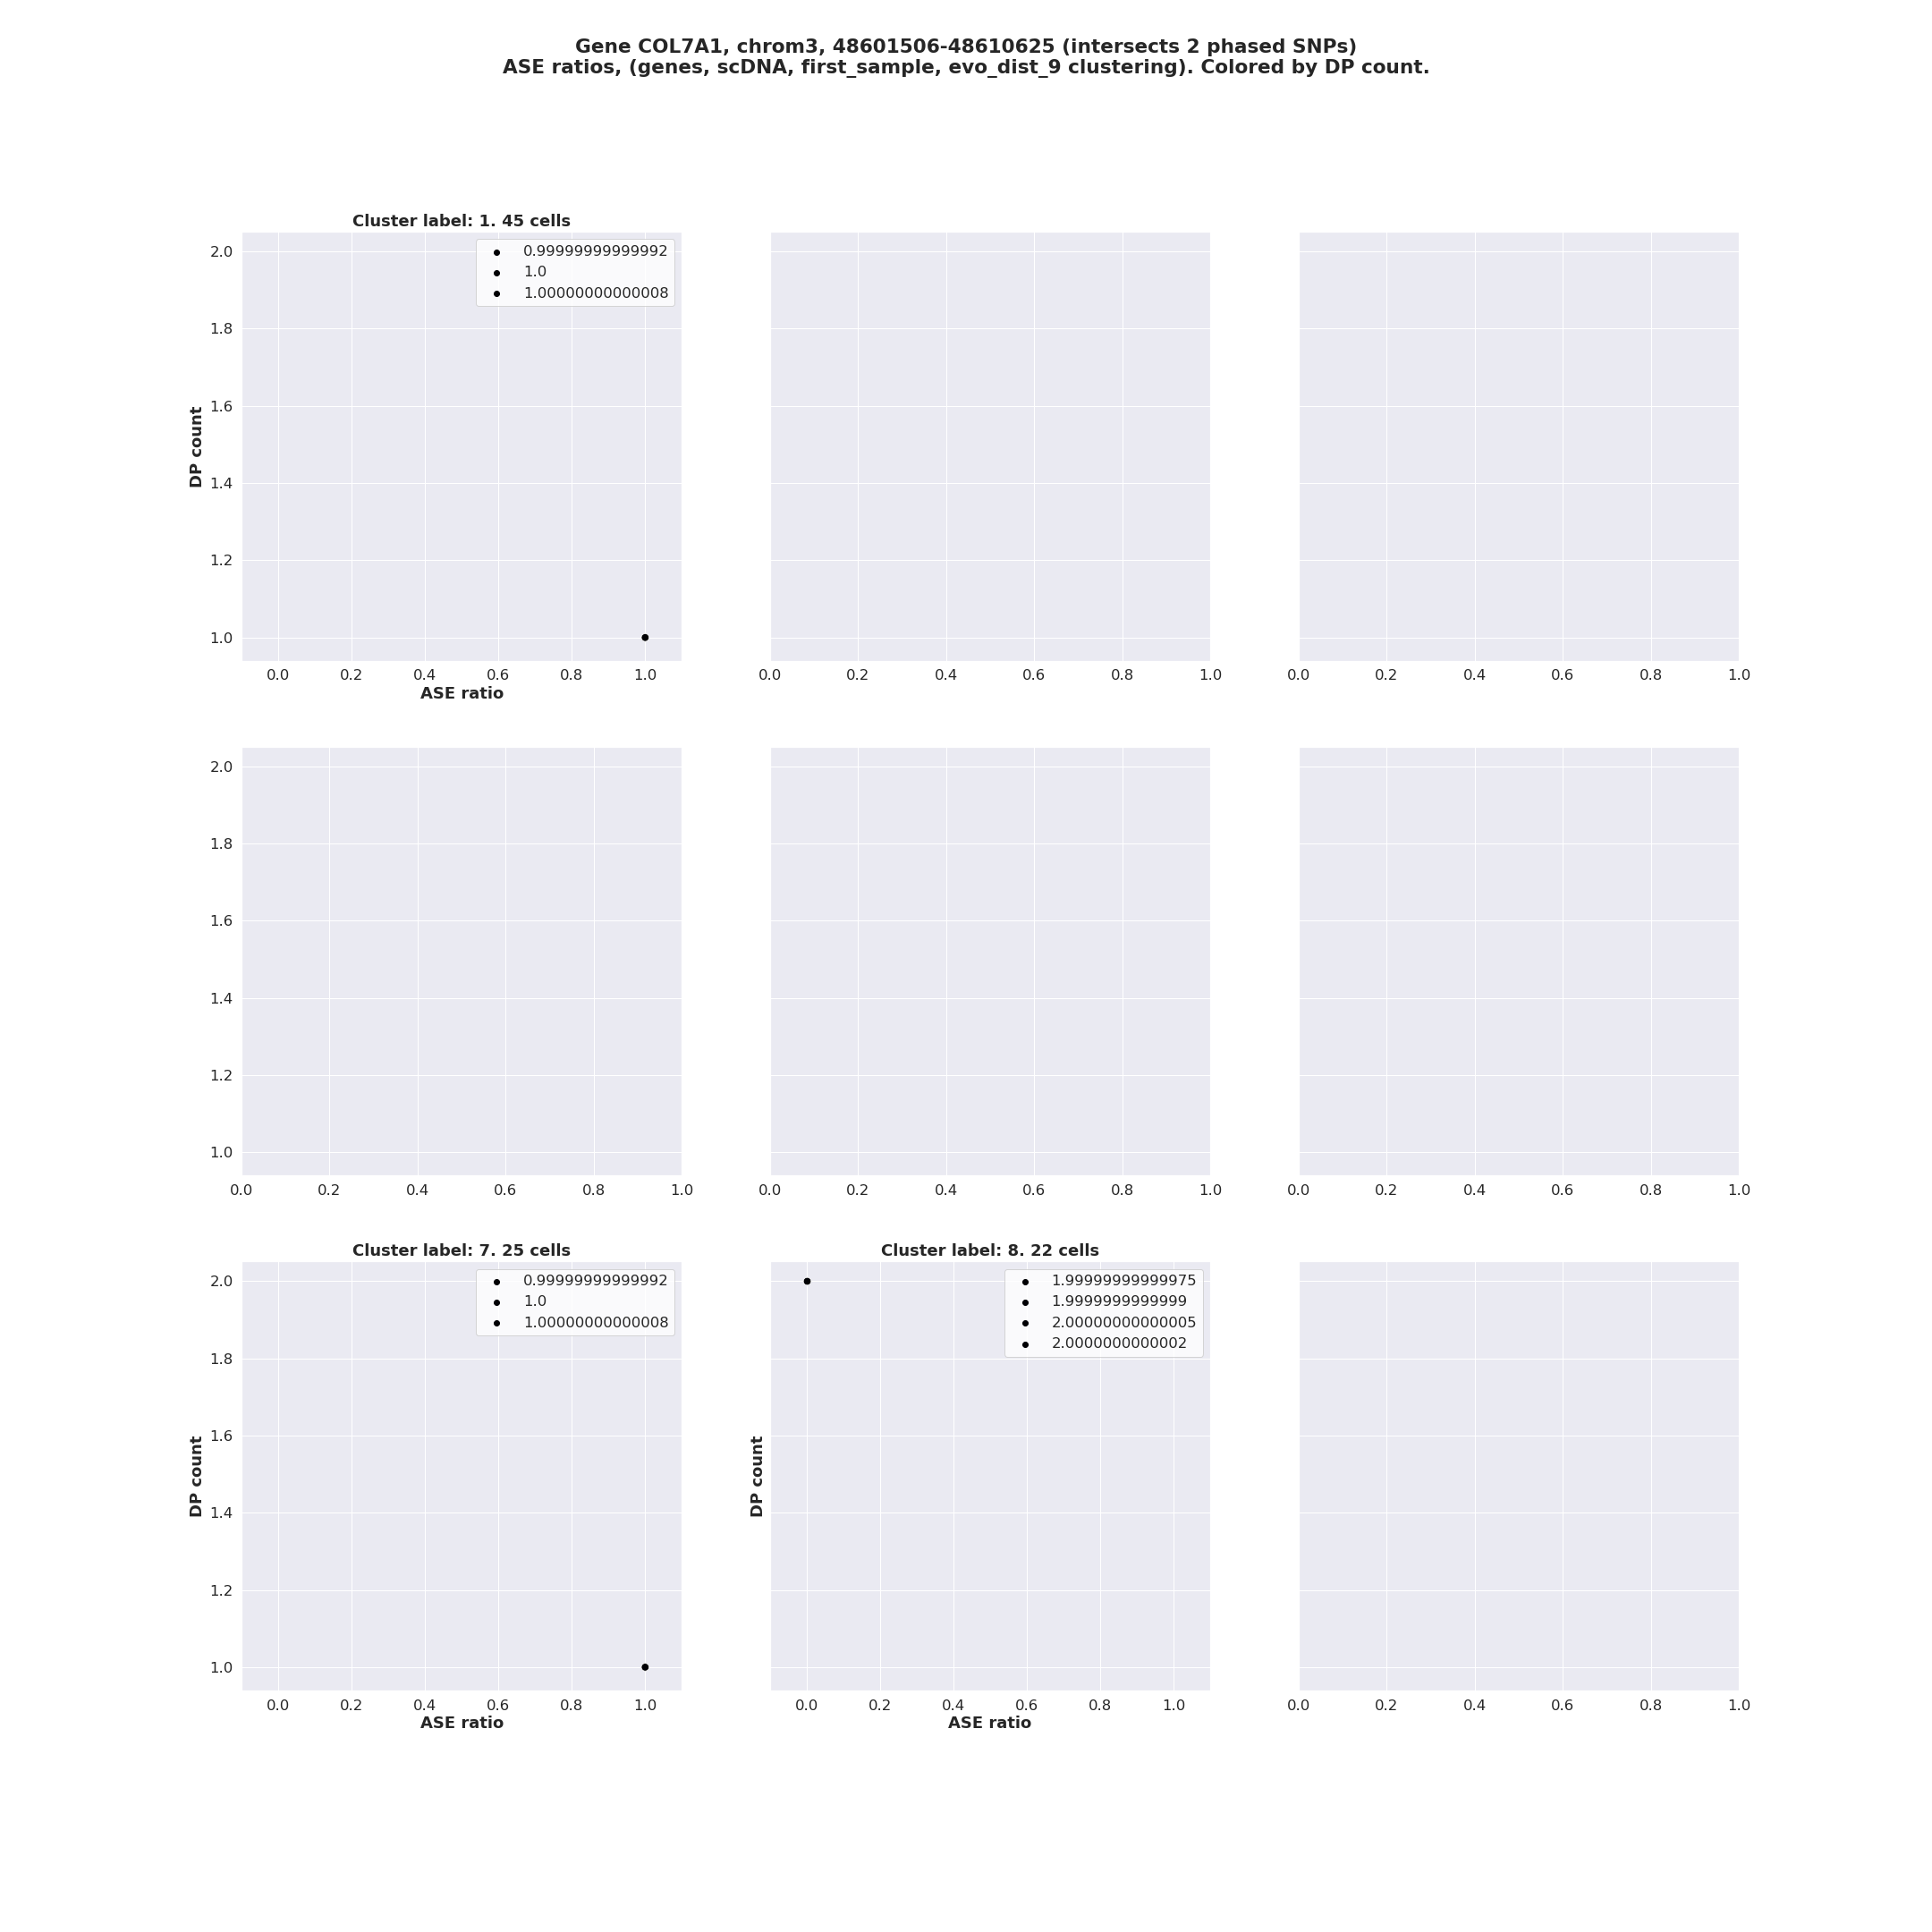 Gene COL7A1, chrom3, 48601506-48610625 (intersects 2 phased SNPs)
ASE ratios, (genes, scDNA, first_sample, evo_dist_9 clustering). Colored by DP count.
Cluster label: 1. 45 cells
0.99999999999992
1.0
1.00000000000008
2.0
1.8
1.6
1.4
1.2
1.0
DP count
0.0 0.2 0.4 0.6 0.8 1.0
ASE ratio
0.0 0.2 0.4 0.6 0.8 1.0
0.0 0.2 0.4 0.6 0.8 1.0
2.0
1.8
1.6
1.4
1.2
1.0
0.0 0.2 0.4 0.6 0.8 1.0
0.0 0.2 0.4 0.6 0.8 1.0
0.0 0.2 0.4 0.6 0.8 1.0
Cluster label: 7. 25 cells
0.99999999999992
1.0
1.00000000000008
2.0
1.8
1.6
1.4
1.2
1.0
DP count
0.0 0.2 0.4 0.6 0.8 1.0
ASE ratio
Cluster label: 8. 22 cells
1.99999999999975
1.9999999999999
2.00000000000005
2.0000000000002
DP count
0.0 0.2 0.4 0.6 0.8 1.0
ASE ratio
0.0 0.2 0.4 0.6 0.8 1.0